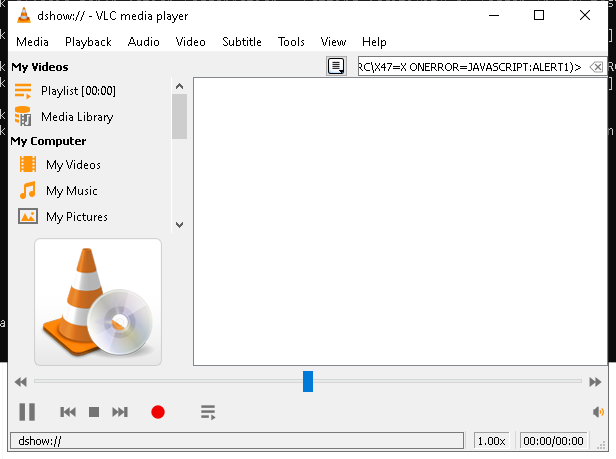 dshow:// - VLC media player
Media Playback Audio Video Subtitle Tools View Help
My Videos
RC\X47=X ONERROR=JAVASCRIPT:ALERT1)>
Playlist [00:00]
Media Library
My Computer
My Videos
My Music
My Pictures
dshow://
1.00x
00:00/00:00